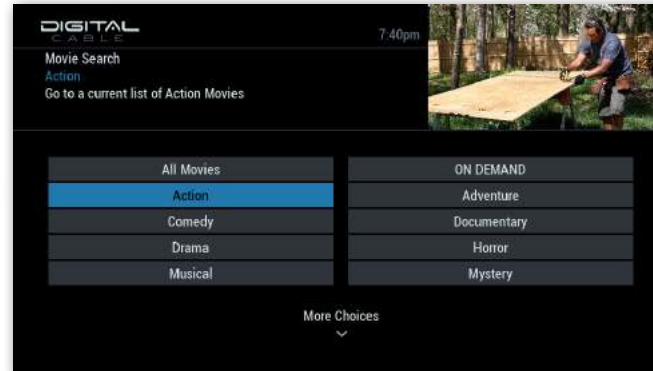 DIGITAL
CABLE
7:40pm
Movie Search
Action
Go to a current list of Action Movies
All Movies
ON DEMAND
Action
Adventure
Comedy
Documentary
Drama
Horror
Musical
Mystery
More Choices